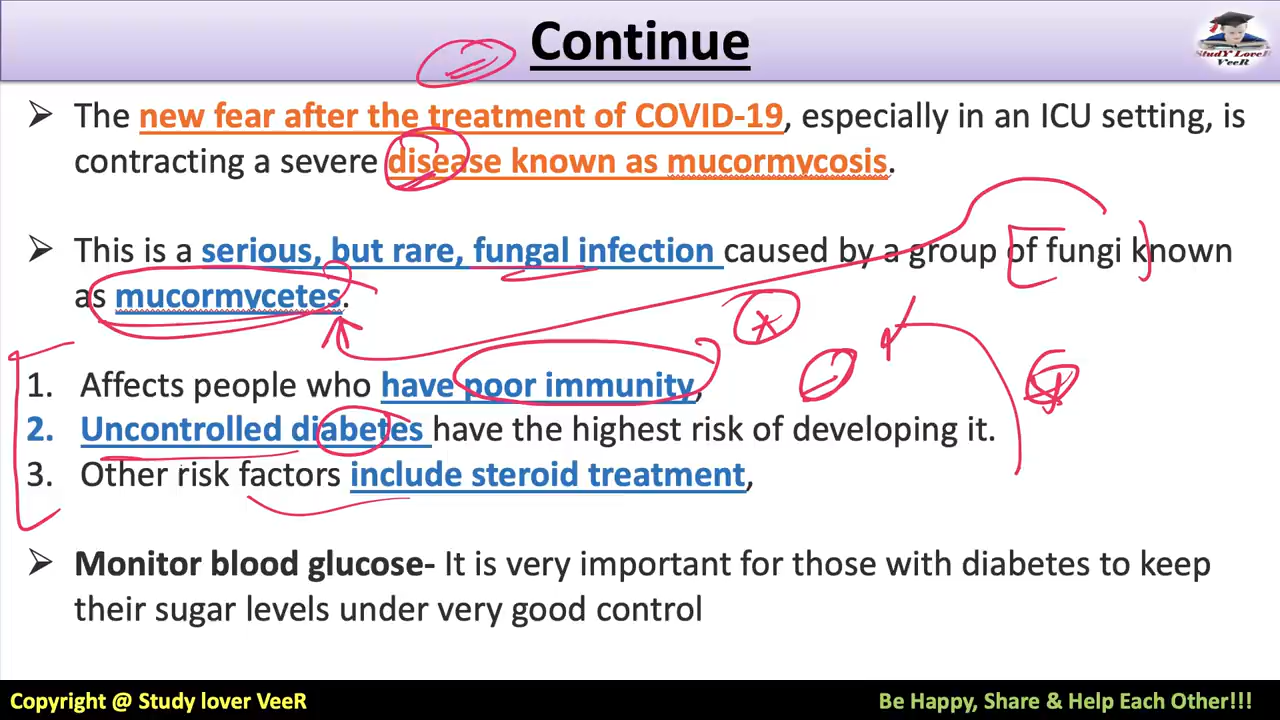 Continue
StudY LoveR
VeeR
➤ The new fear after the treatment of COVID-19, especially in an ICU setting, is
contracting a severe disease known as mucormycosis.
➤ This is a serious, but rare, fungal infection caused by a group of fungi known
as mucormycetes.
1. Affects people who have poor immunity,
2. Uncontrolled diabetes have the highest risk of developing it.
3. Other risk factors include steroid treatment,
➤ Monitor blood glucose- It is very important for those with diabetes to keep
their sugar levels under very good control
Copyright @ Study lover VeeR
Be Happy, Share & Help Each Other!!!